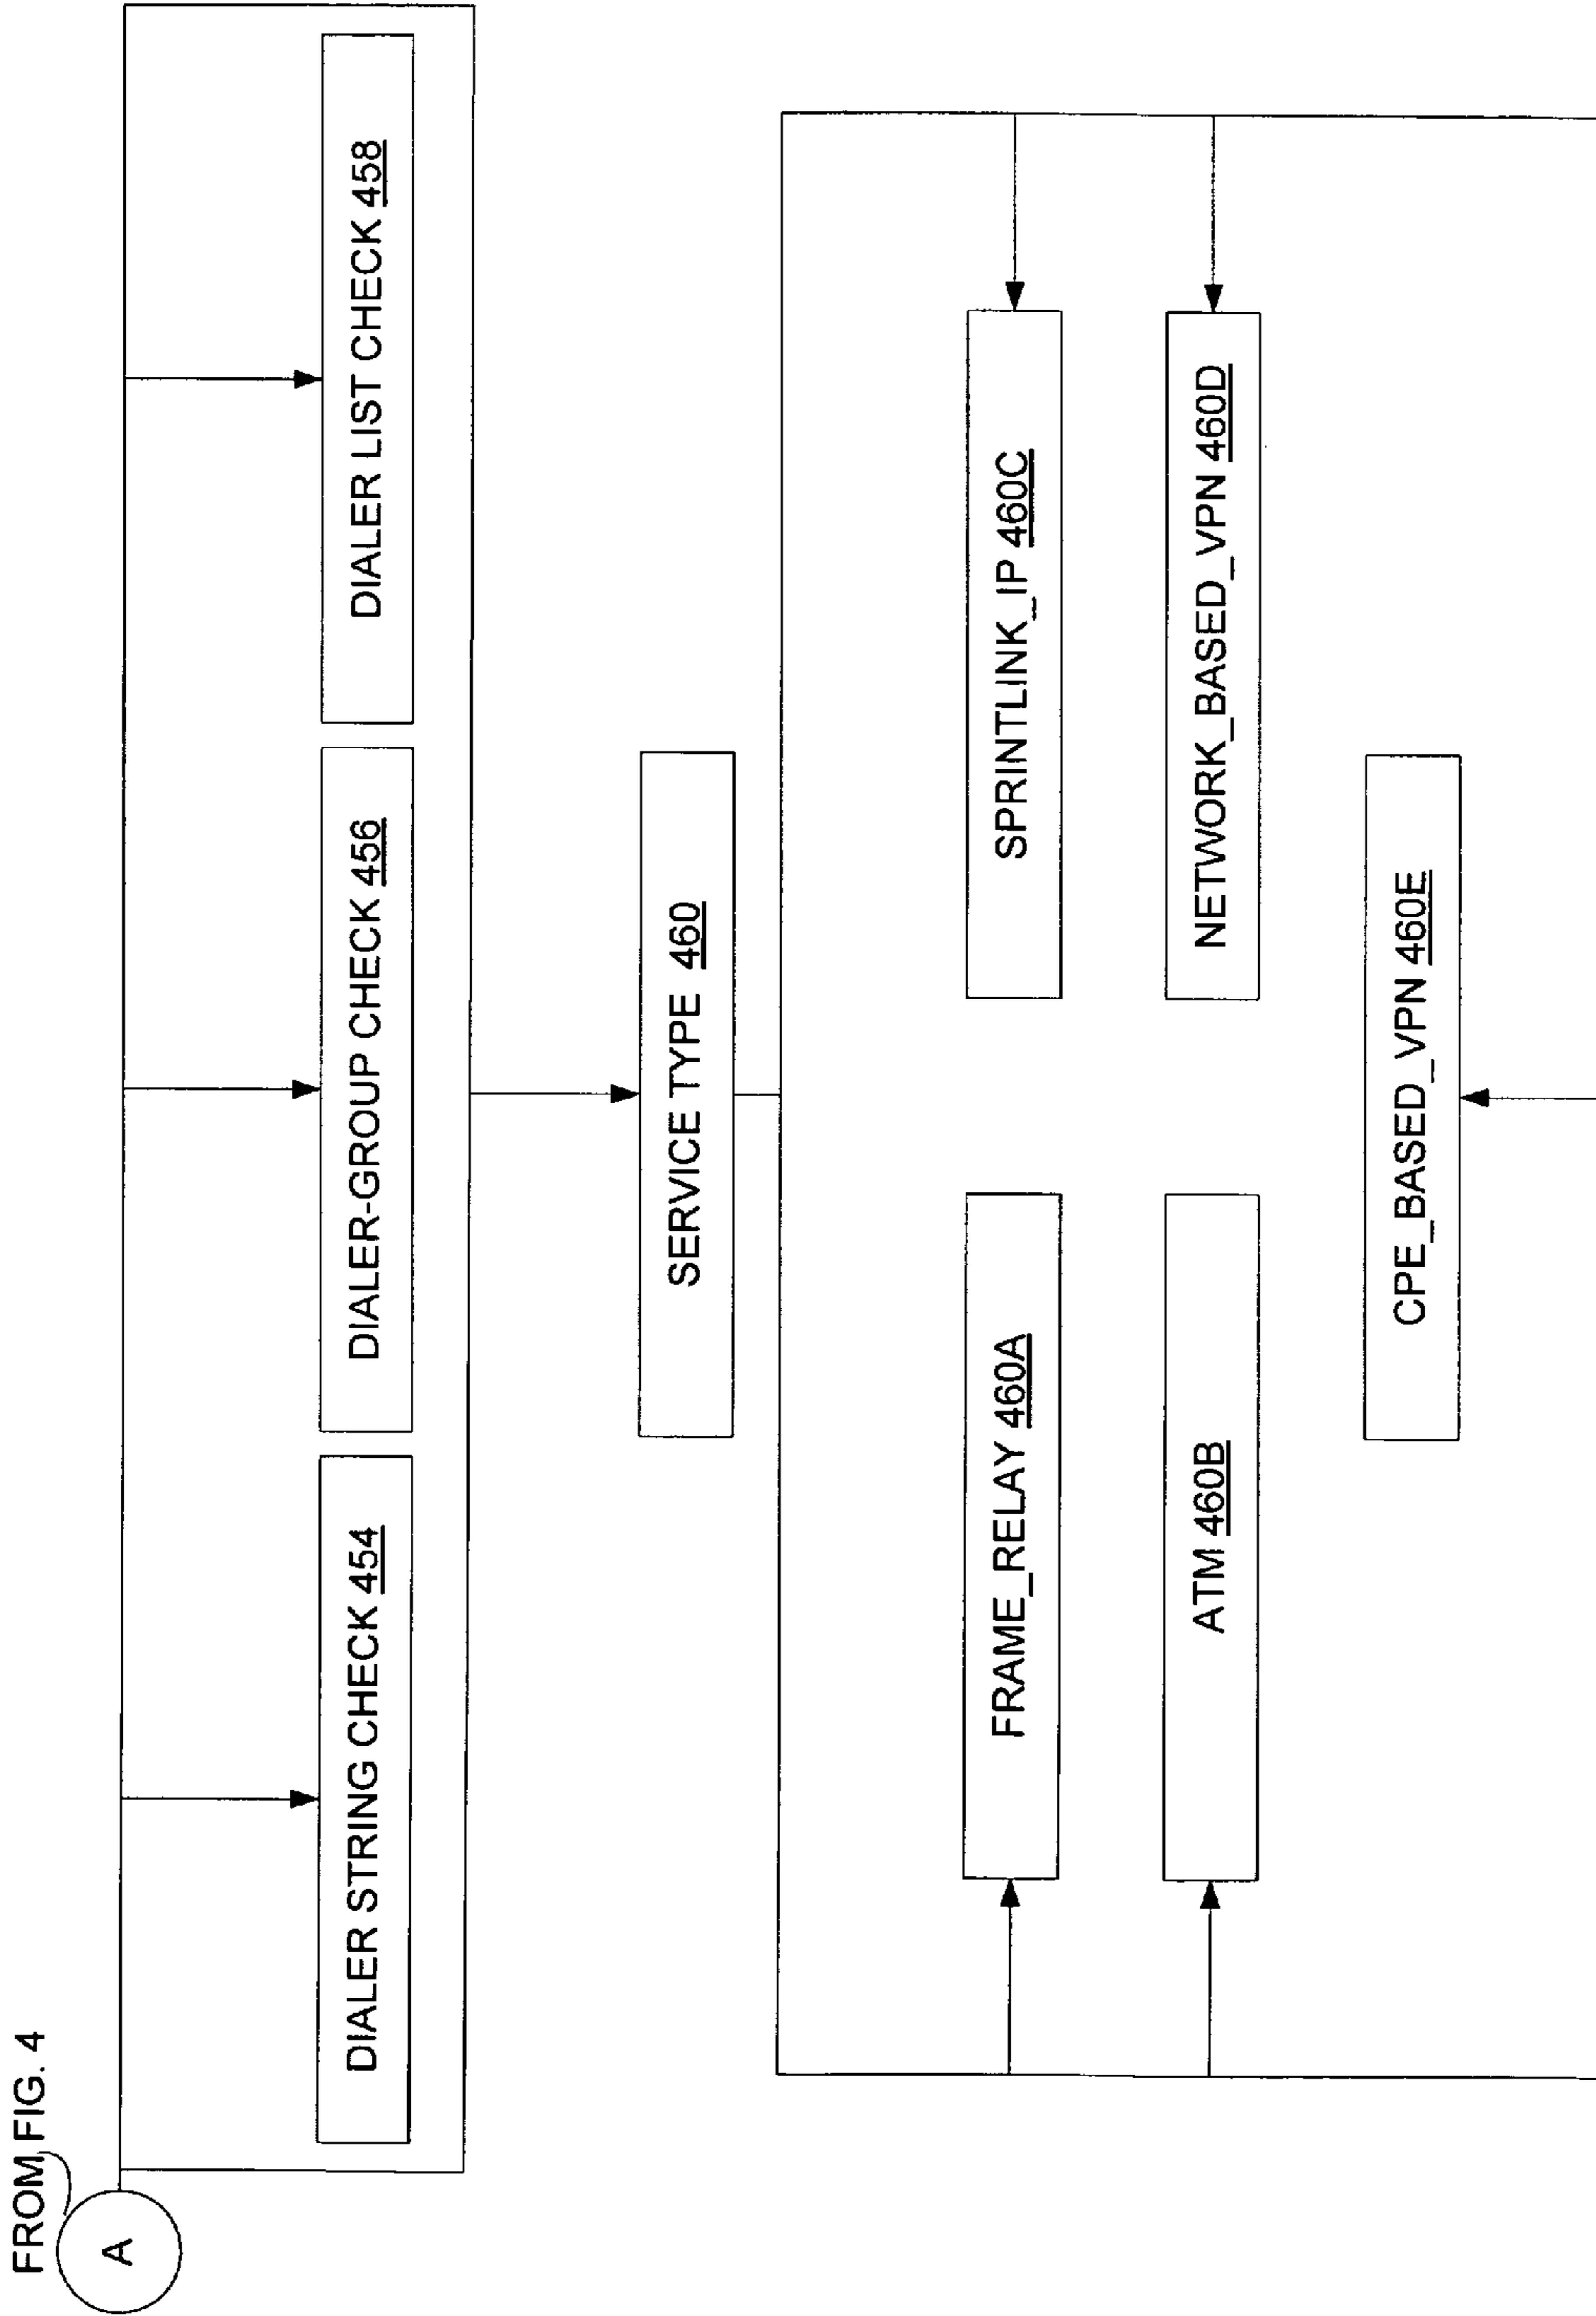 FROM FIG. 4
A
DIALER STRING CHECK 454
DIALER-GROUP CHECK 456
DIALER LIST CHECK 458
SERVICE TYPE 460
FRAME_RELAY 460A
SPRINTLINK_IP 460C
ATM 460B
NETWORK_BASED_VPN 460D
CPE_BASED_VPN 460E